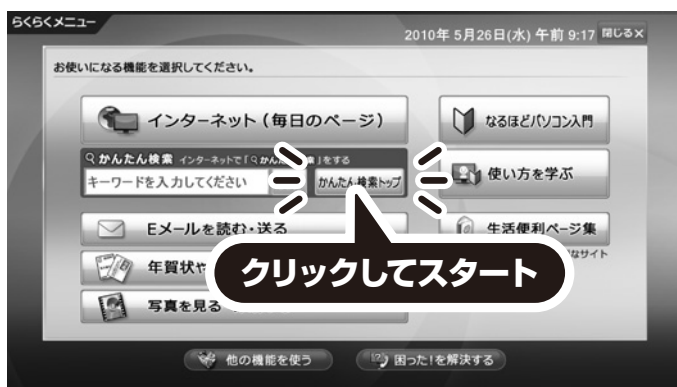 らくらくメニュー
2010年 5月26日(水) 午前 9:17 閉じる×
お使いになる機能を選択してください。
インターネット（毎日のページ）
なるほどパソコン入門
かんたん検索 インターネットで「かんた
」をする
キーワードを入力してください
かんたん検索トップ
使い方を学ぶ
Eメールを読む・送る
生活便利ページ集
なサイト
年賀状や
クリックしてスタート
写真を見る
他の機能を使う
困った!を解決する